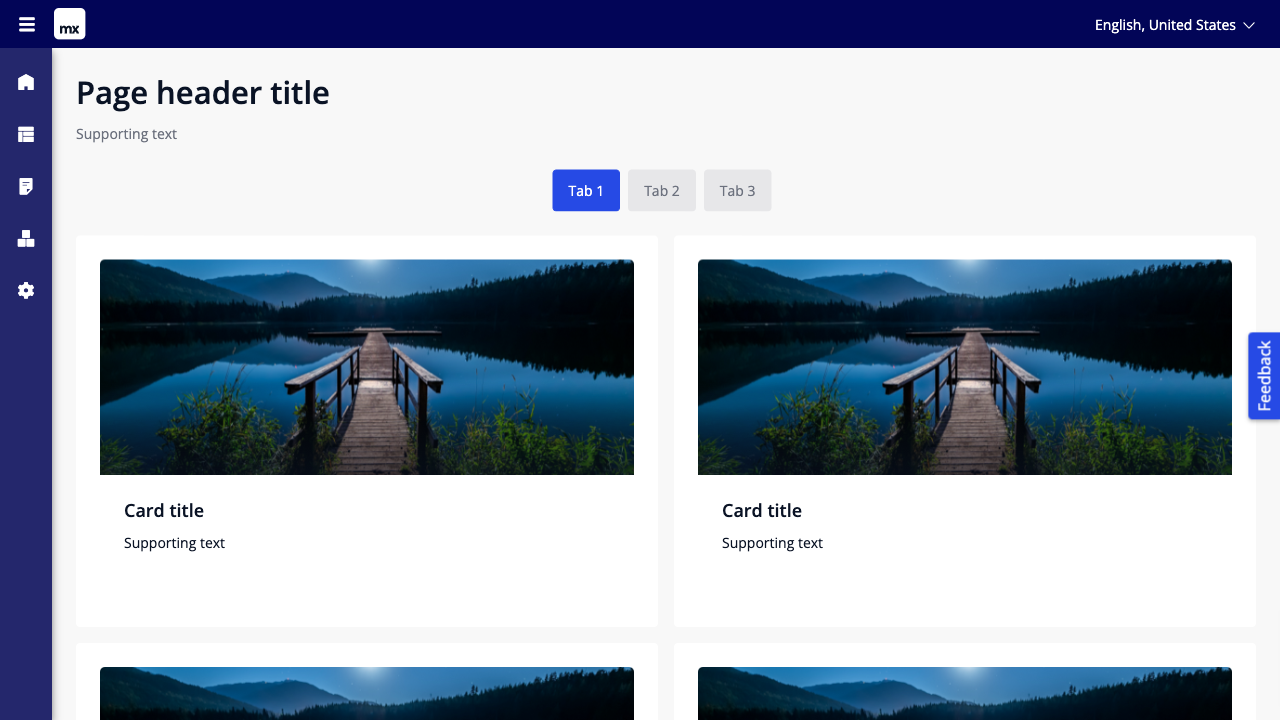 mx
English, United States
Page header title
Supporting text
Tab 1
Tab 2
Tab 3
Card title
Supporting text
Card title
Supporting text
Feedback